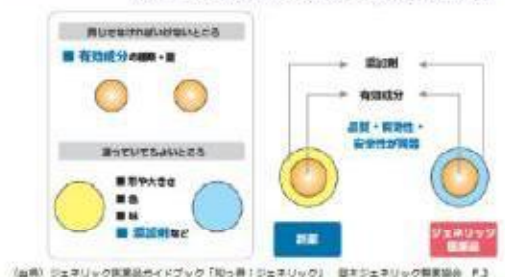 同じでなければいけないところ
■ 有効成分の種類・量
違っていてもよいところ
■ 形や大きさ
■ 色
■ 味
■ 添加剤など
添加剤
有効成分
品質・有効性・
安全性が同等
新薬
ジェネリック
医薬品
(出典) ジェネリック医薬品ガイドブック「知っ得!ジェネリック」 日本ジェネリック製薬協会 P.3